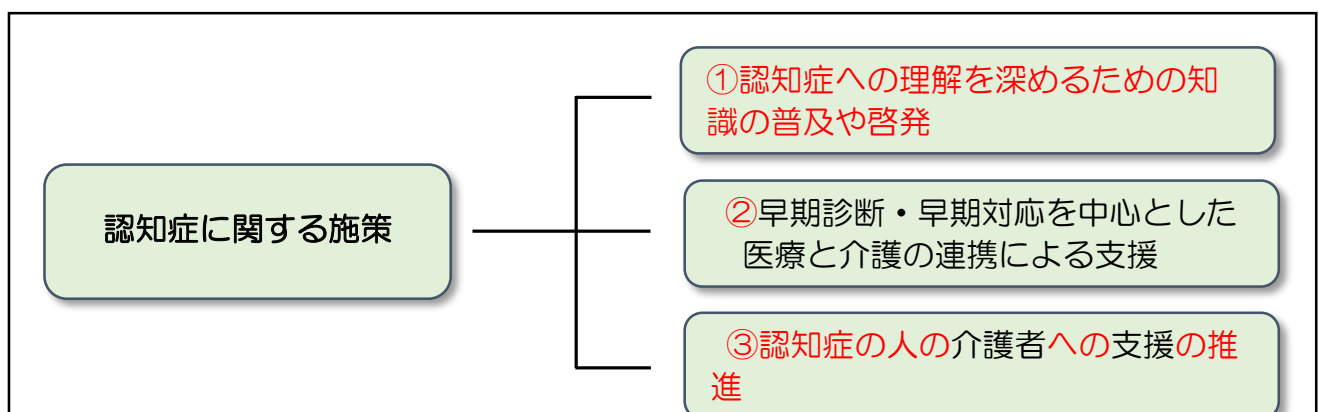 ①認知症への理解を深めるための知
識の普及や啓発
認知症に関する施策
②早期診断・早期対応を中心とした
医療と介護の連携による支援
③認知症の人の介護者への支援の推
進